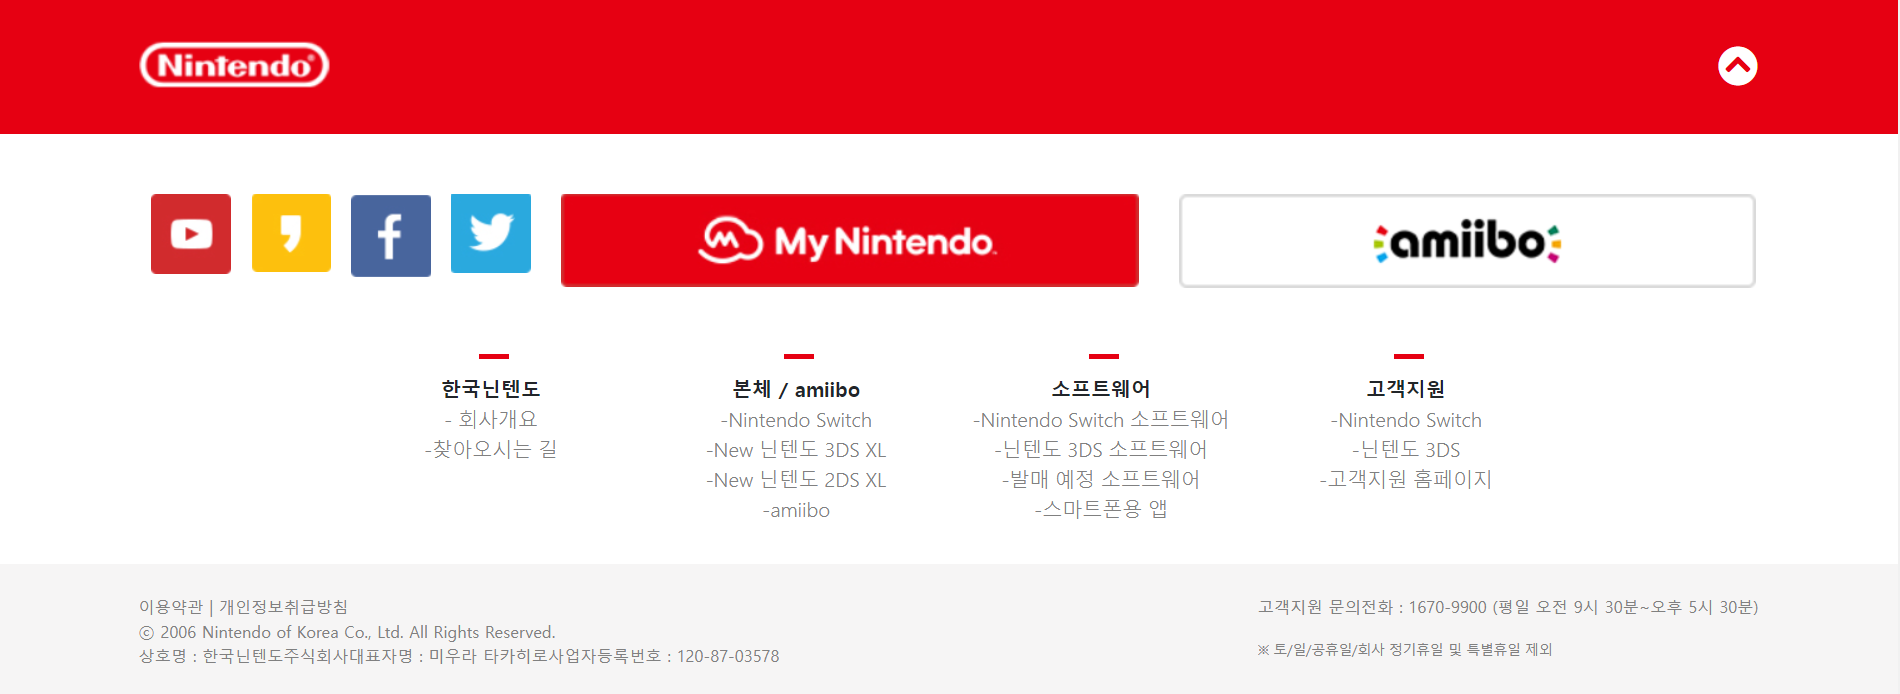 Nintendo®
My Nintendo™
amiibo
한국닌텐도
- 회사개요
-찾아오시는 길
본체 / amiibo
-Nintendo Switch
-New 닌텐도 3DS XL
-New 닌텐도 2DS XL
-amiibo
소프트웨어
-Nintendo Switch 소프트웨어
-닌텐도 3DS 소프트웨어
-발매 예정 소프트웨어
-스마트폰용 앱
고객지원
-Nintendo Switch
-닌텐도 3DS
-고객지원 홈페이지
이용약관 | 개인정보취급방침
ⓒ 2006 Nintendo of Korea Co., Ltd. All Rights Reserved.
상호명 : 한국닌텐도주식회사대표자명 : 미우라 타카히로사업자등록번호 : 120-87-03578
고객지원 문의전화 : 1670-9900 (평일 오전 9시 30분~오후 5시 30분)
※ 토/일/공휴일/회사 정기휴일 및 특별휴일 제외